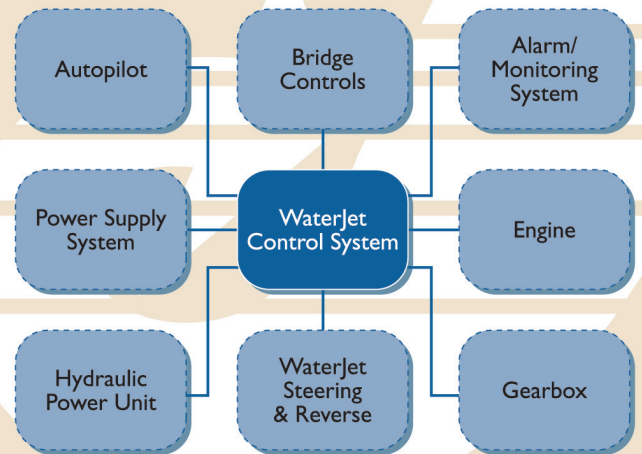 Autopilot
Bridge
Controls
Alarm/
Monitoring
System
Power Supply
System
WaterJet
Control System
Engine
Hydraulic
Power Unit
WaterJet
Steering
& Reverse
Gearbox